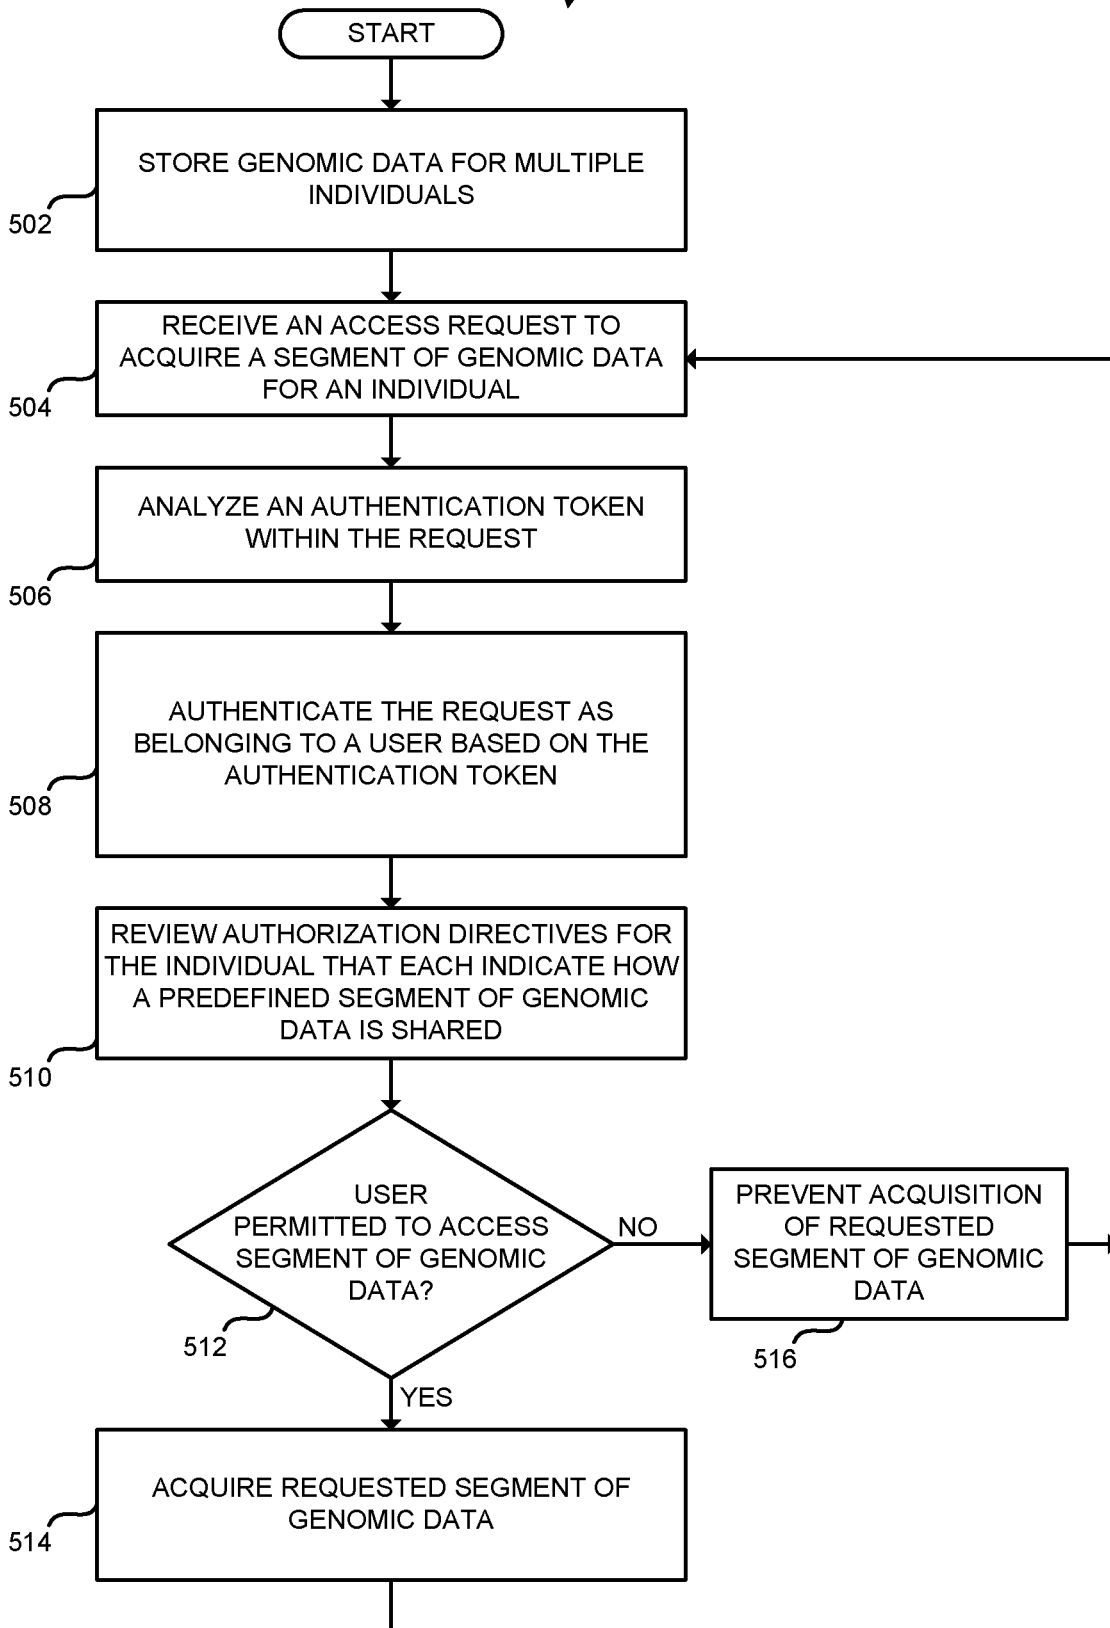 START
STORE GENOMIC DATA FOR MULTIPLE
INDIVIDUALS
502
RECEIVE AN ACCESS REQUEST TO
ACQUIRE A SEGMENT OF GENOMIC DATA
FOR AN INDIVIDUAL
504
ANALYZE AN AUTHENTICATION TOKEN
WITHIN THE REQUEST
506
AUTHENTICATE THE REQUEST AS
BELONGING TO A USER BASED ON THE
AUTHENTICATION TOKEN
508
REVIEW AUTHORIZATION DIRECTIVES FOR
THE INDIVIDUAL THAT EACH INDICATE HOW
A PREDEFINED SEGMENT OF GENOMIC
DATA IS SHARED
510
USER
PERMITTED TO ACCESS
SEGMENT OF GENOMIC
DATA?
512
NO
PREVENT ACQUISITION
OF REQUESTED
SEGMENT OF GENOMIC
DATA
516
YES
ACQUIRE REQUESTED SEGMENT OF
GENOMIC DATA
514